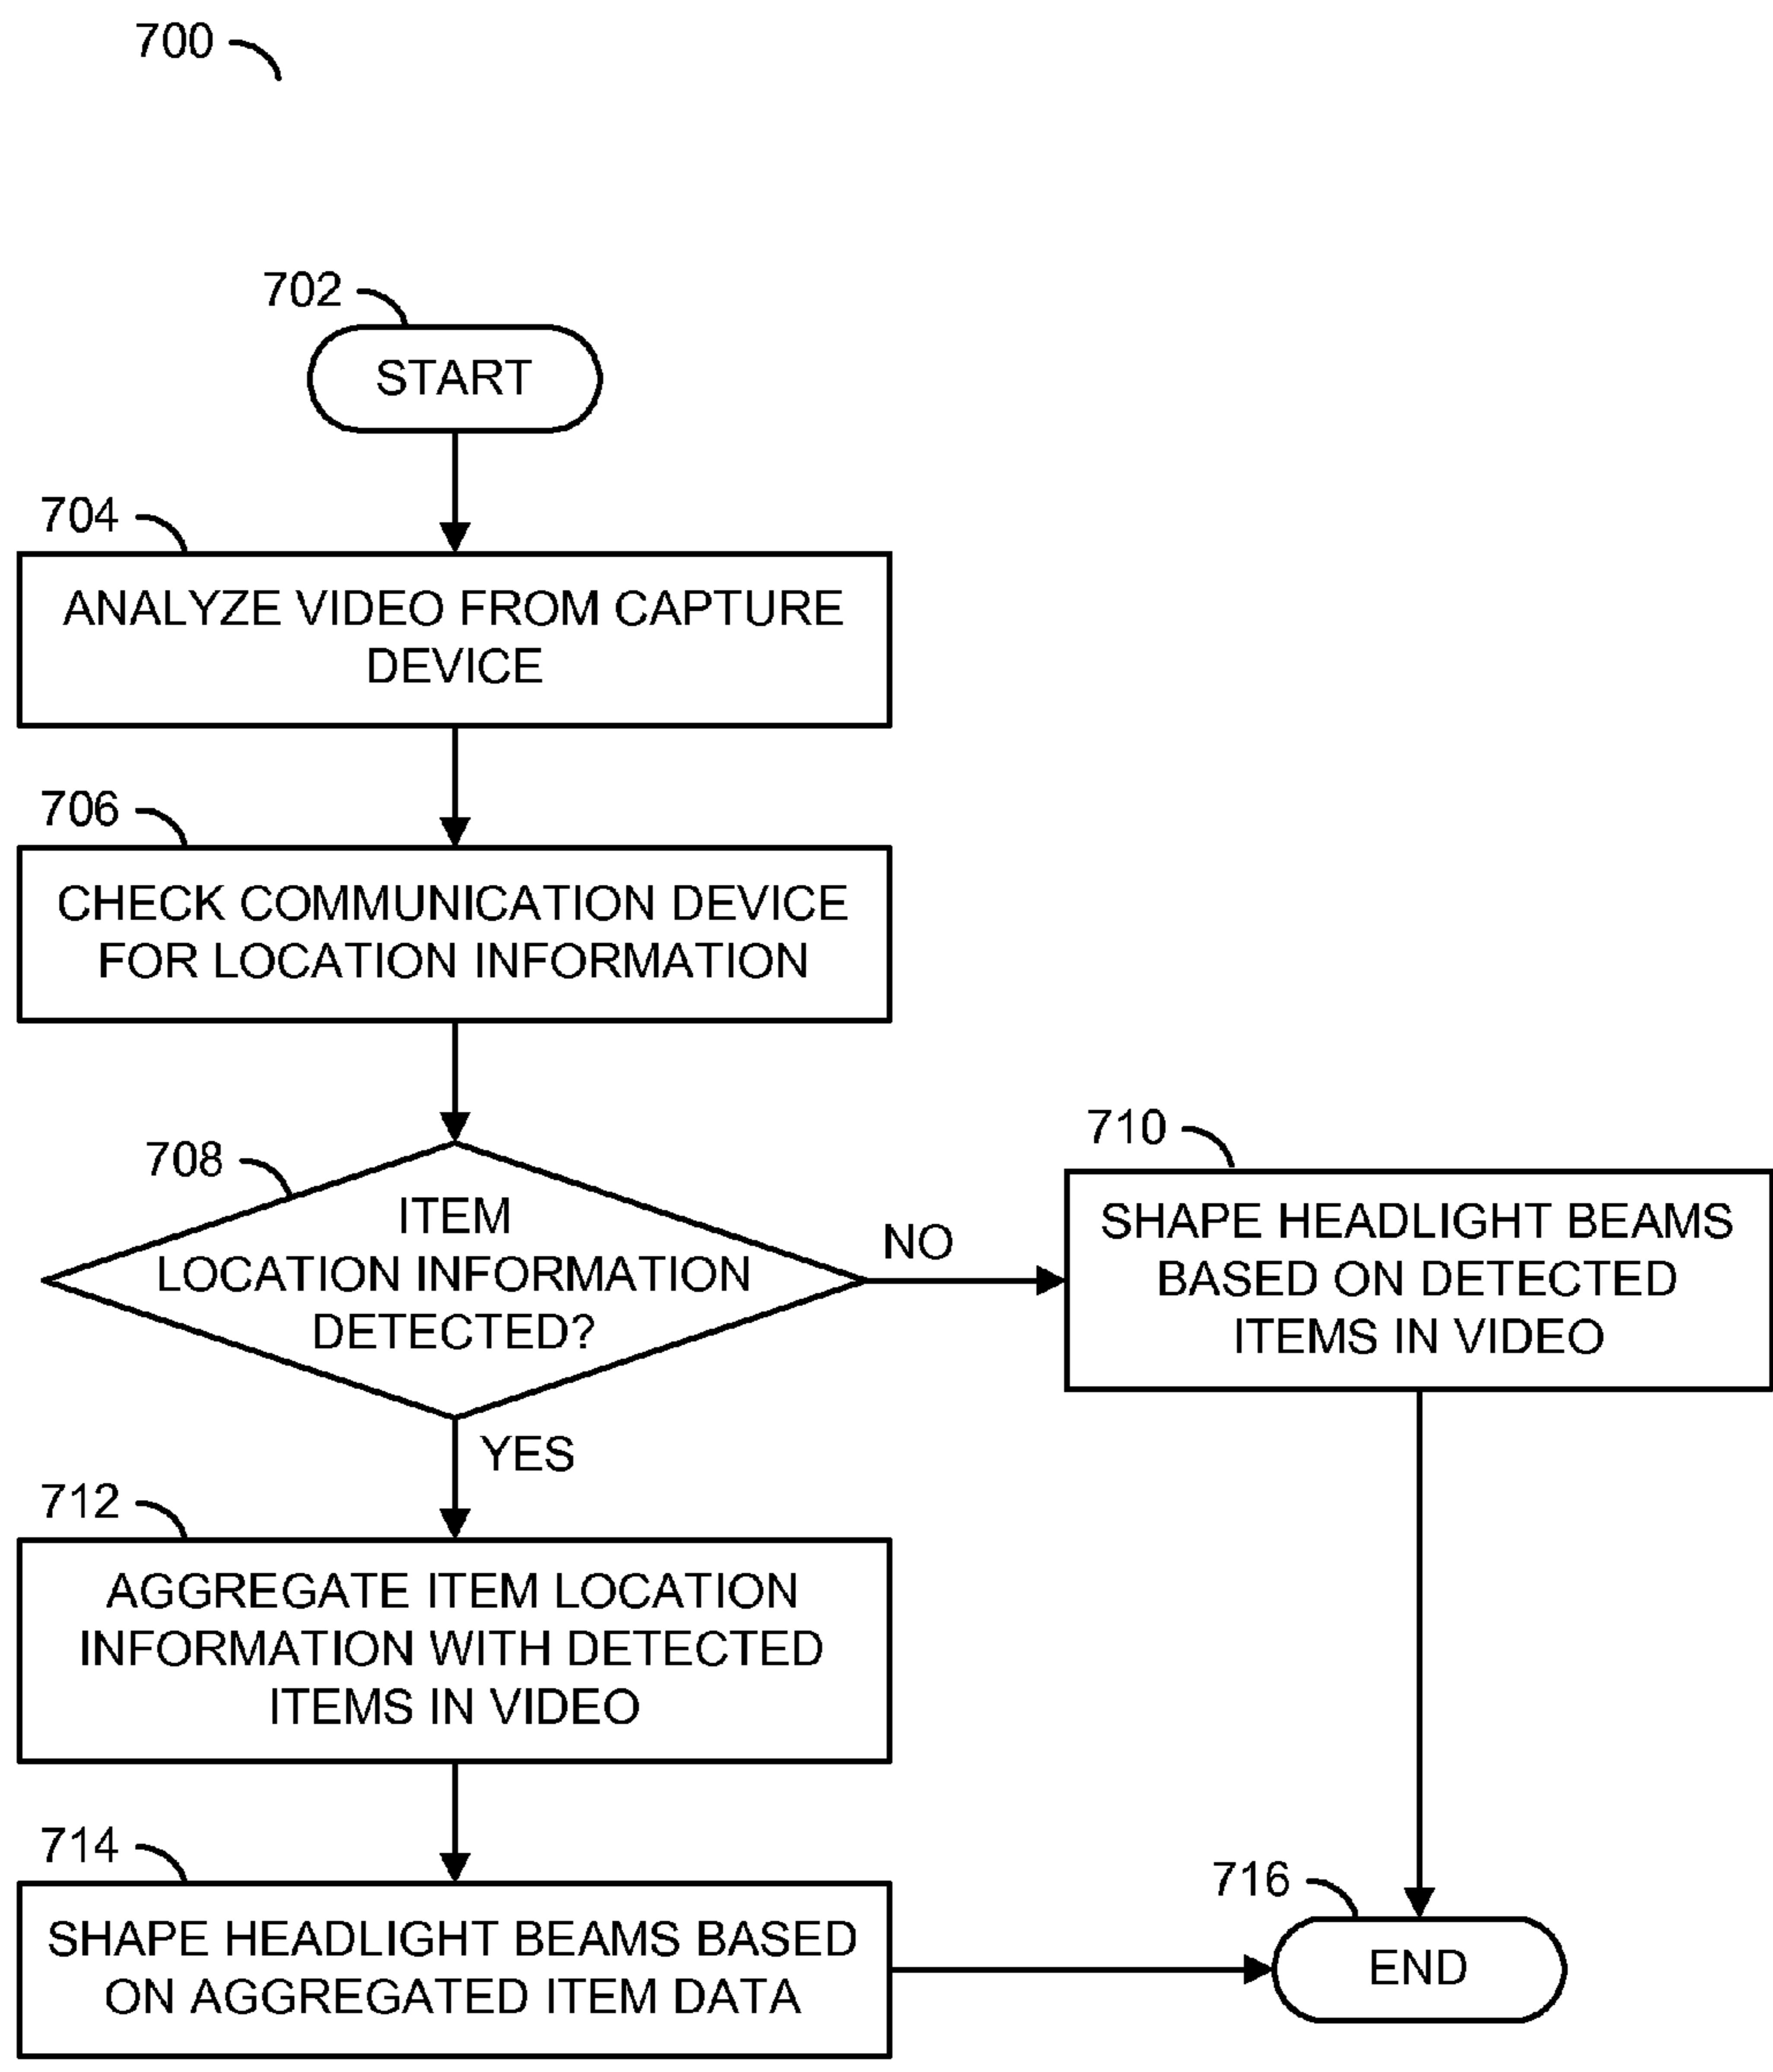 700
702
START
704
ANALYZE VIDEO FROM CAPTURE
DEVICE
706
CHECK COMMUNICATION DEVICE
FOR LOCATION INFORMATION
708
ITEM
LOCATION INFORMATION
DETECTED?
NO
710
SHAPE HEADLIGHT BEAMS
BASED ON DETECTED
ITEMS IN VIDEO
YES
712
AGGREGATE ITEM LOCATION
INFORMATION WITH DETECTED
ITEMS IN VIDEO
714
SHAPE HEADLIGHT BEAMS BASED
ON AGGREGATED ITEM DATA
716
END